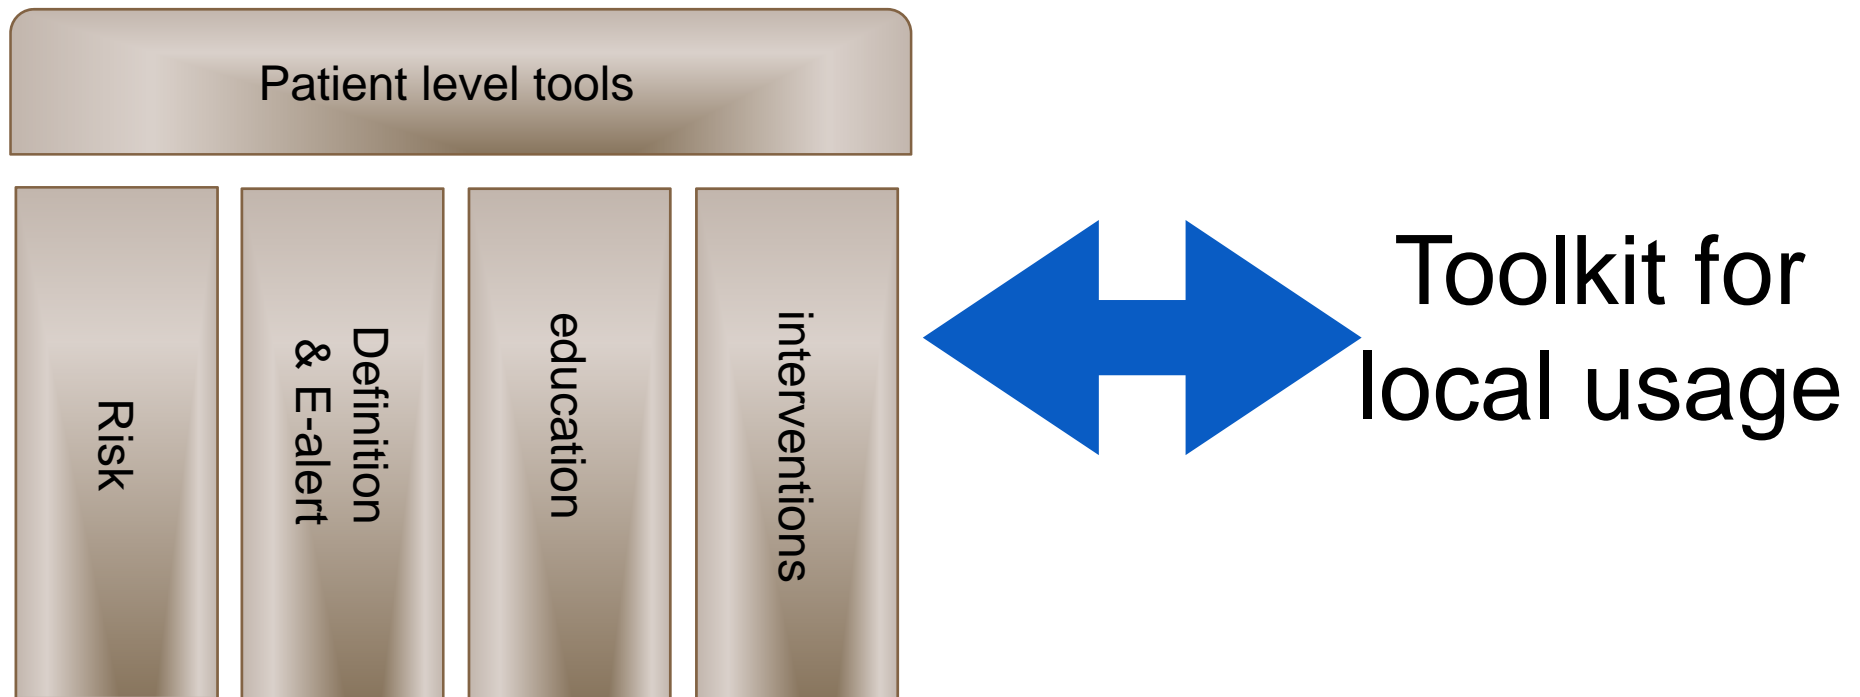 Patient level tools
Risk
Definition
& E-alert
education
interventions
Toolkit for
local usage